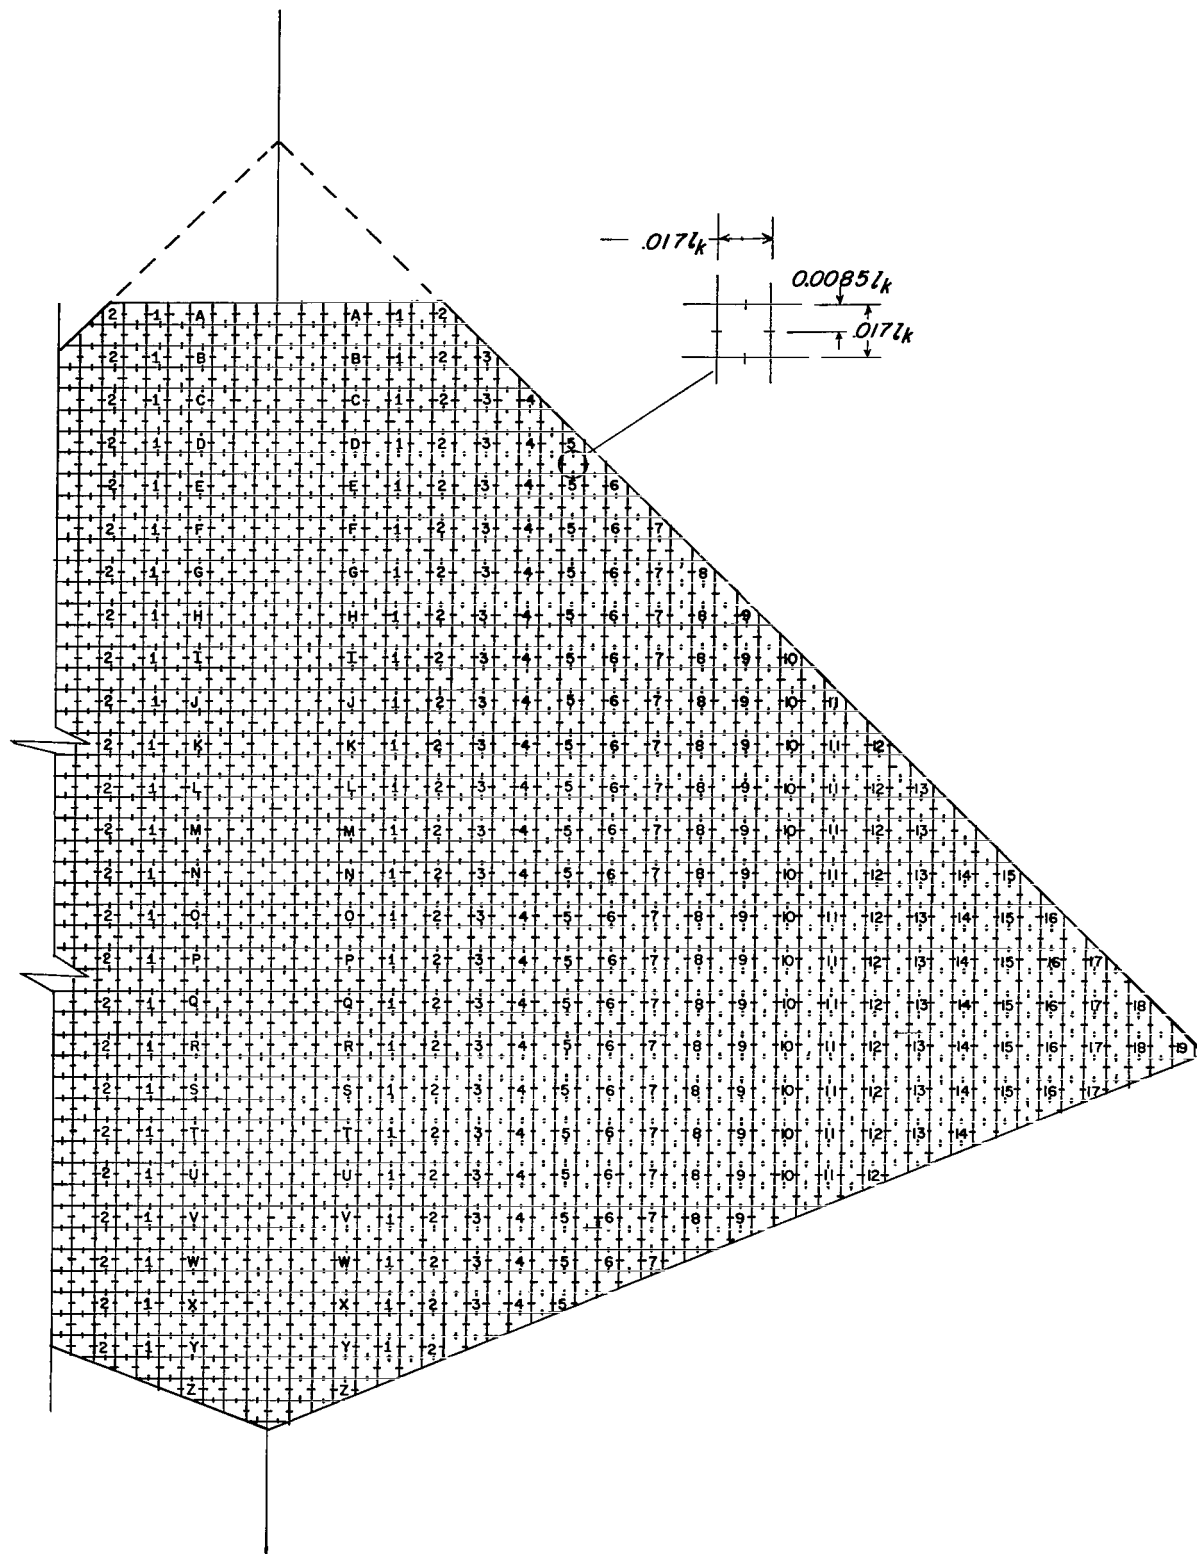 .017lₖ
0.0085lₖ
.017lₖ
2 1 A A 1 2
2 1 B B 1 2 3
2 1 C C 1 2 3 4
2 1 D D 1 2 3 4 5
2 1 E E 1 2 3 4 5 6
2 1 F F 1 2 3 4 5 6 7
2 1 G G 1 2 3 4 5 6 7 8
2 1 H H 1 2 3 4 5 6 7 8 9
2 1 I I 1 2 3 4 5 6 7 8 9 10
2 1 J J 1 2 3 4 5 6 7 8 9 10 11
2 1 K K 1 2 3 4 5 6 7 8 9 10 11 12
2 1 L L 1 2 3 4 5 6 7 8 9 10 11 12 13
2 1 M M 1 2 3 4 5 6 7 8 9 10 11 12 13
2 1 N N 1 2 3 4 5 6 7 8 9 10 11 12 13 14 15
2 1 O O 1 2 3 4 5 6 7 8 9 10 11 12 13 14 15 16
2 1 P P 1 2 3 4 5 6 7 8 9 10 11 12 13 14 15 16 17
2 1 Q Q 1 2 3 4 5 6 7 8 9 10 11 12 13 14 15 16 17 18
2 1 R R 1 2 3 4 5 6 7 8 9 10 11 12 13 14 15 16 17 18 19
2 1 S S 1 2 3 4 5 6 7 8 9 10 11 12 13 14 15 16 17
2 1 T T 1 2 3 4 5 6 7 8 9 10 11 12 13 14
2 1 U U 1 2 3 4 5 6 7 8 9 10 11 12
2 1 V V 1 2 3 4 5 6 7 8 9
2 1 W W 1 2 3 4 5 6 7
2 1 X X 1 2 3 4 5
2 1 Y Y 1 2
Z Z